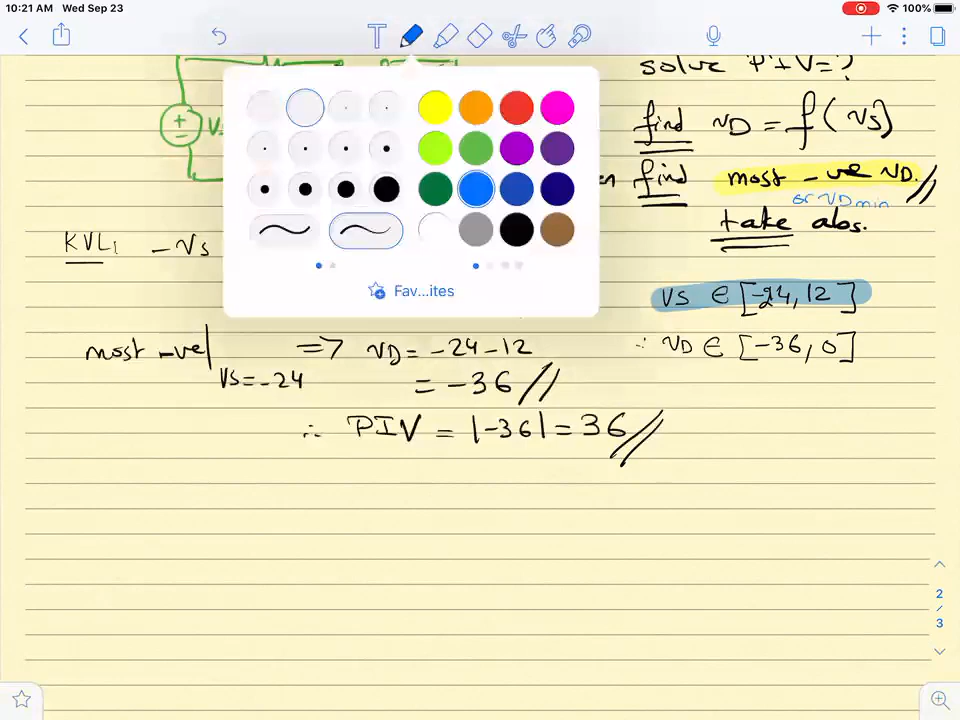 10:21 AM Wed Sep 23
100%
T
solve PIV=?
find vD = f(vs)
find most -ve vD.
or vD min
take abs.
KVL1 -Vs
Fav...ites
vs ∈ [-24, 12]
most -ve| Vs=-24 => vD = -24-12
∴ vD ∈ [-36, 0]
= -36 //
∴ PIV = |-36| = 36 //
2
/
3